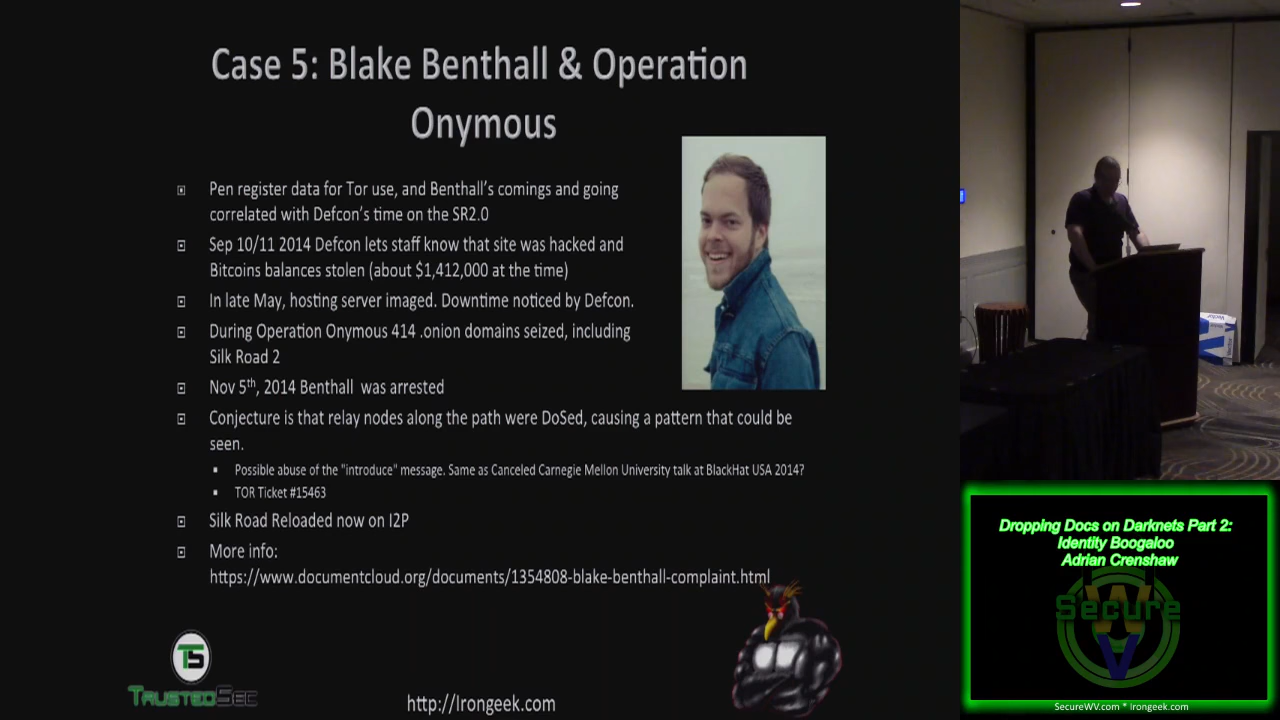 Case 5: Blake Benthall & Operation
Onymous
Pen register data for Tor use, and Benthall's comings and going
correlated with Defcon's time on the SR2.0
Sep 10/11 2014 Defcon lets staff know that site was hacked and
Bitcoins balances stolen (about $1,412,000 at the time)
In late May, hosting server imaged. Downtime noticed by Defcon.
During Operation Onymous 414 .onion domains seized, including
Silk Road 2
Nov 5th, 2014 Benthall was arrested
Conjecture is that relay nodes along the path were DoSed, causing a pattern that could be
seen.
Possible abuse of the "introduce" message. Same as Canceled Carnegie Mellon University talk at BlackHat USA 2014?
TOR Ticket #15463
Silk Road Reloaded now on I2P
More info:
https://www.documentcloud.org/documents/1354808-blake-benthall-complaint.html
TS
TRUSTEDSEC
http://Irongeek.com
Dropping Docs on Darknets Part 2:
Identity Boogaloo
Adrian Crenshaw
Secure
WV
SecureWV.com * Irongeek.com